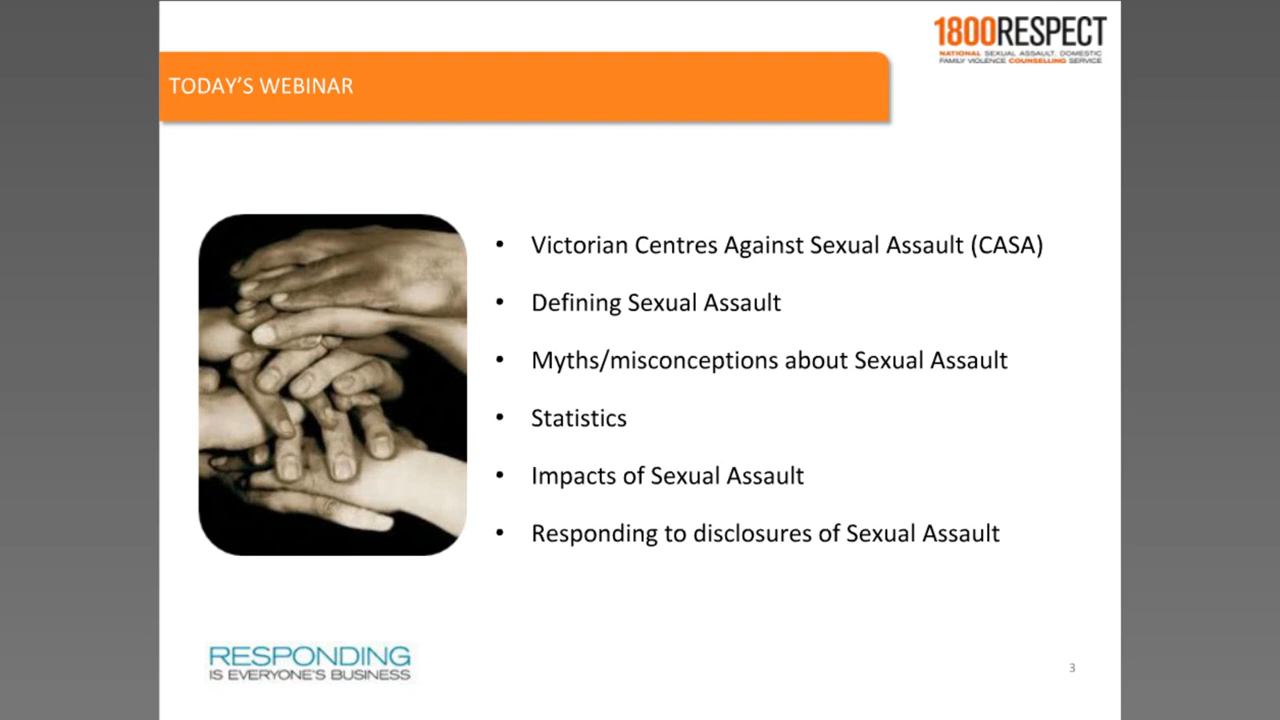 1800RESPECT
NATIONAL SEXUAL ASSAULT, DOMESTIC
FAMILY VIOLENCE COUNSELLING SERVICE
TODAY’S WEBINAR
• Victorian Centres Against Sexual Assault (CASA)
• Defining Sexual Assault
• Myths/misconceptions about Sexual Assault
• Statistics
• Impacts of Sexual Assault
• Responding to disclosures of Sexual Assault
RESPONDING
IS EVERYONE'S BUSINESS
3